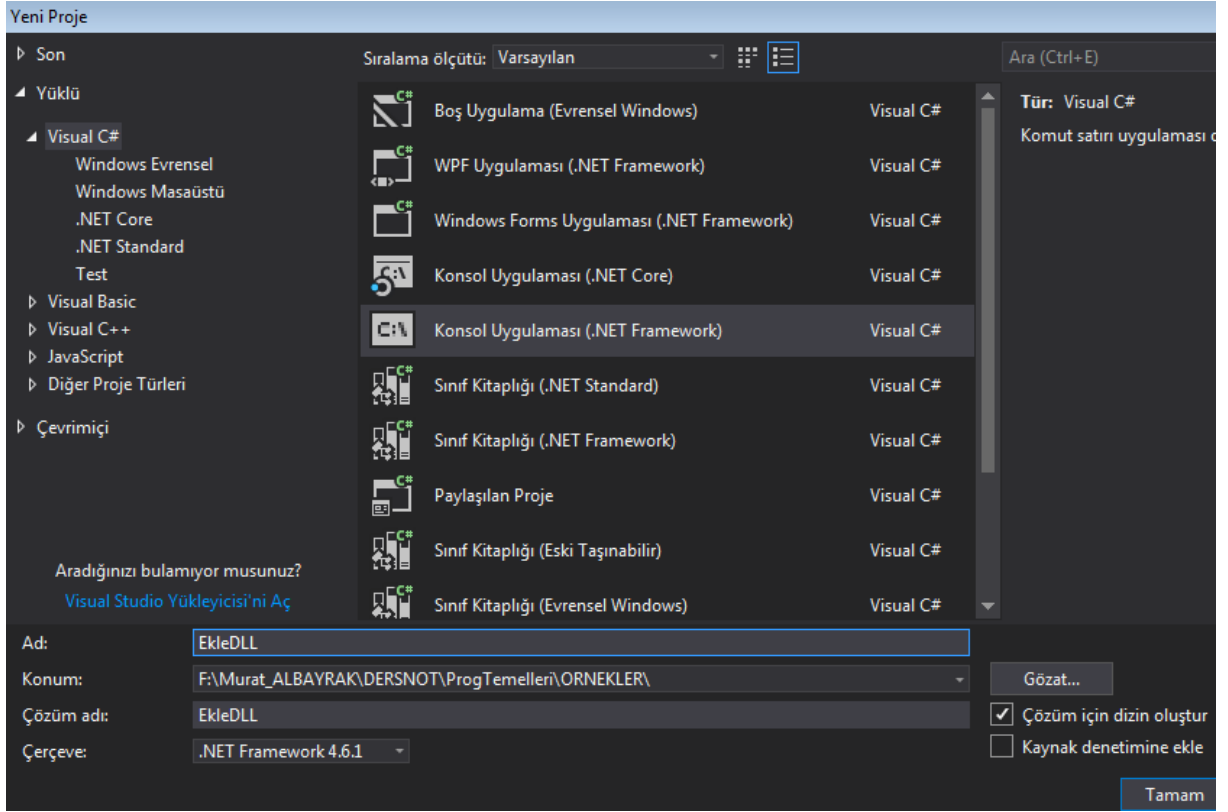 Yeni Proje
Son
Yüklü
Visual C#
Windows Evrensel
Windows Masaüstü
.NET Core
.NET Standard
Test
Visual Basic
Visual C++
JavaScript
Diğer Proje Türleri
Çevrimiçi
Aradığınızı bulamıyor musunuz?
Visual Studio Yükleyicisi'ni Aç
Sıralama ölçütü: Varsayılan
Boş Uygulama (Evrensel Windows) Visual C#
WPF Uygulaması (.NET Framework) Visual C#
Windows Forms Uygulaması (.NET Framework) Visual C#
Konsol Uygulaması (.NET Core) Visual C#
Konsol Uygulaması (.NET Framework) Visual C#
Sınıf Kitaplığı (.NET Standard) Visual C#
Sınıf Kitaplığı (.NET Framework) Visual C#
Paylaşılan Proje Visual C#
Sınıf Kitaplığı (Eski Taşınabilir) Visual C#
Sınıf Kitaplığı (Evrensel Windows) Visual C#
Ara (Ctrl+E)
Tür: Visual C#
Komut satırı uygulaması
Ad: EkleDLL
Konum: F:\Murat_ALBAYRAK\DERSNOT\ProgTemelleri\ORNEKLER\ Gözat...
Çözüm adı: EkleDLL
Çözüm için dizin oluştur
Çerçeve: .NET Framework 4.6.1
Kaynak denetimine ekle
Tamam